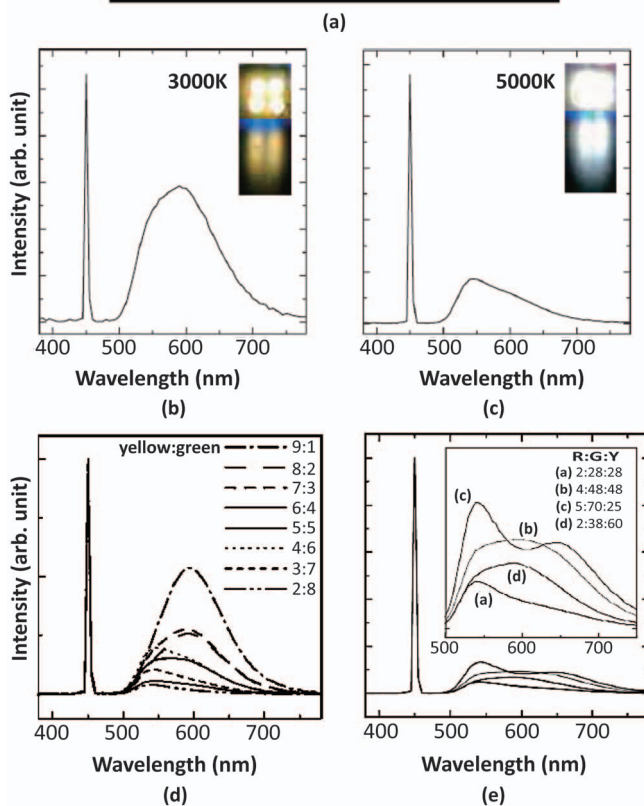 (a)
3000K
Intensity (arb. unit)
400 500 600 700
Wavelength (nm)
(b)
5000K
400 500 600 700
Wavelength (nm)
(c)
yellow:green
9:1
8:2
7:3
6:4
5:5
4:6
3:7
2:8
Intensity (arb. unit)
400 500 600 700
Wavelength (nm)
(d)
R:G:Y
(a) 2:28:28
(b) 4:48:48
(c) 5:70:25
(d) 2:38:60
(c)
(b)
(d)
(a)
500 600 700
400 500 600 700
Wavelength (nm)
(e)